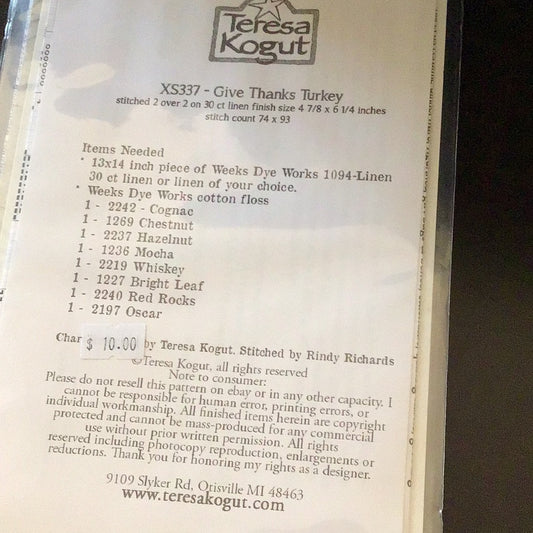 Teresa
Kogut
XS337 - Give Thanks Turkey
stitched 2 over 2 on 30 ct linen finish size 4 7/8 x 6 1/4 inches
stitch count 74 x 93
Items Needed
* 13x14 inch piece of Weeks Dye Works 1094-Linen
30 ct linen or linen of your choice.
* Weeks Dye Works cotton floss
1 - 2242 - Cognac
1 - 1269 Chestnut
1 - 2237 Hazelnut
1 - 1236 Mocha
1 - 2219 Whiskey
1 - 1227 Bright Leaf
1 - 2240 Red Rocks
1 - 2197 Oscar
Char $ 10.00 by Teresa Kogut. Stitched by Rindy Richards
©Teresa Kogut, all rights reserved
Note to consumer:
Please do not resell this pattern on ebay or in any other capacity. I
cannot be responsible for human error, printing errors, or
individual workmanship. All finished items herein are copyright
protected and cannot be mass-produced for any commercial
use without prior written permission. All rights
reserved including photocopy reproduction, enlargements or
reductions. Thank you for honoring my rights as a designer.
9109 Slyker Rd, Otisville MI 48463
www.teresakogut.com